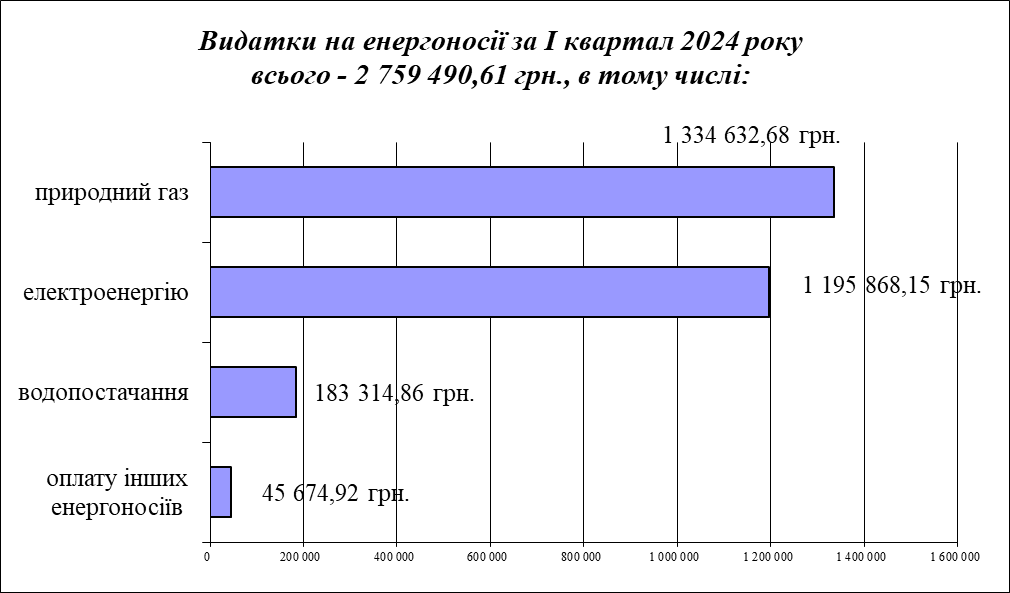 Видатки на енергоносії за І квартал 2024 року
всього - 2 759 490,61 грн., в тому числі:
1 334 632,68 грн.
природний газ
1 195 868,15 грн.
електроенергію
водопостачання
183 314,86 грн.
оплату інших
енергоносіїв
45 674,92 грн.
0
200 000
400 000
600 000
800 000
1 000 000
1 200 000
1 400 000
1 600 000